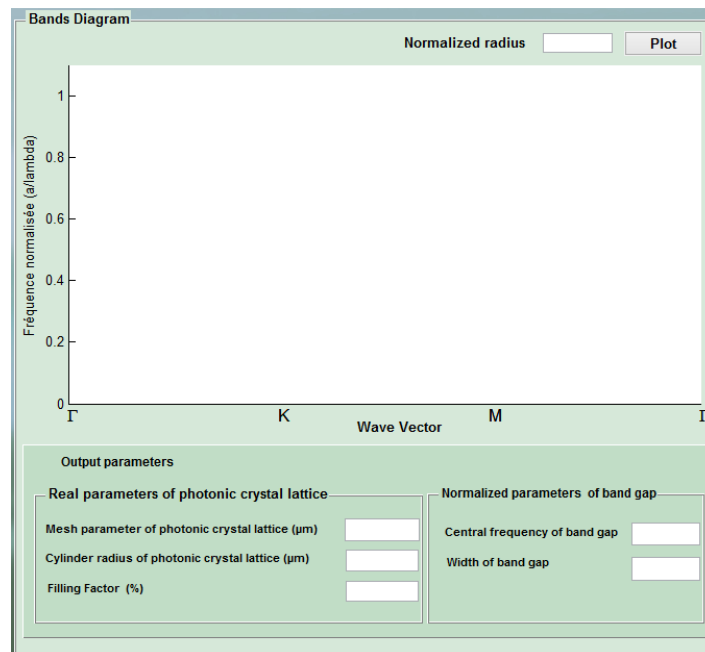 Bands Diagram
Normalized radius
Plot
Fréquence normalisée (a/lambda)
1
0.8
0.6
0.4
0.2
0
Γ K M Γ
Wave Vector
Output parameters
Real parameters of photonic crystal lattice
Mesh parameter of photonic crystal lattice (µm)
Cylinder radius of photonic crystal lattice (µm)
Filling Factor (%)
Normalized parameters of band gap
Central frequency of band gap
Width of band gap